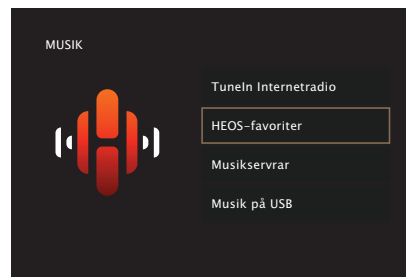 MUSIK
TuneIn Internetradio
HEOS-favoriter
Musikservrar
Musik på USB